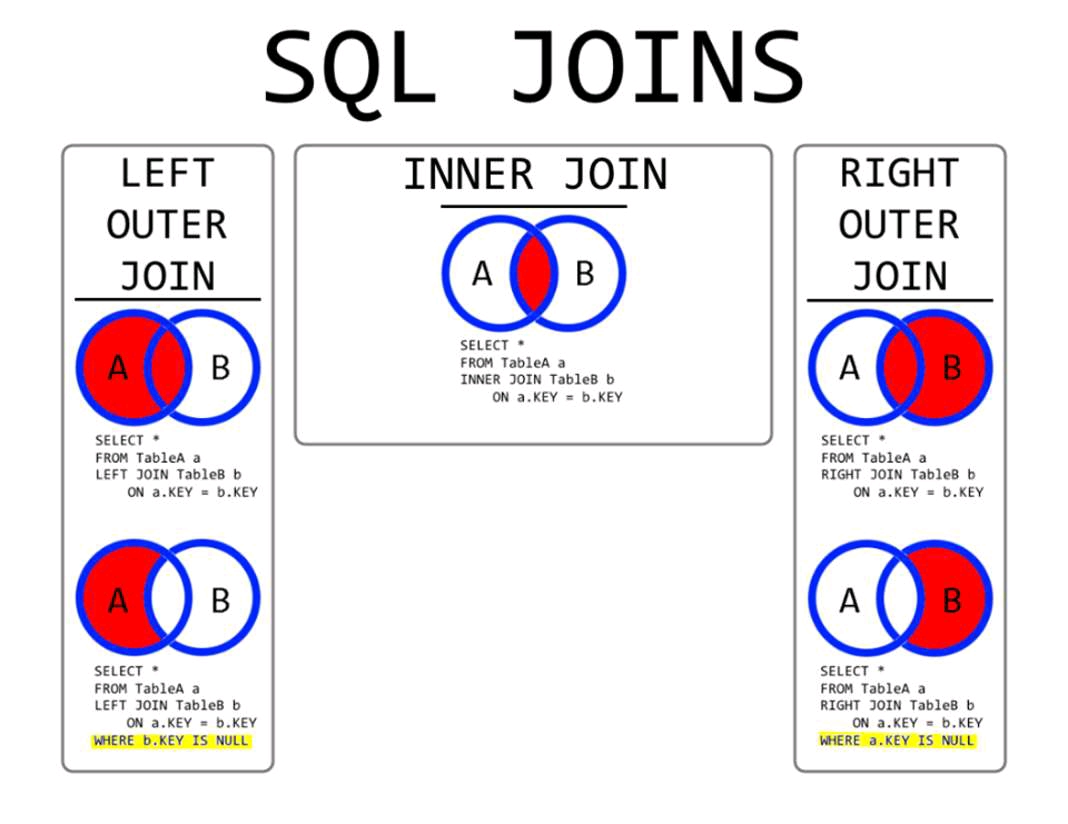 SQL JOINS
LEFT
OUTER
JOIN
A
B
SELECT *
FROM TableA a
LEFT JOIN TableB b
ON a.KEY = b.KEY
A
B
SELECT *
FROM TableA a
LEFT JOIN TableB b
ON a.KEY = b.KEY
WHERE b.KEY IS NULL
INNER JOIN
A
B
SELECT *
FROM TableA a
INNER JOIN TableB b
ON a.KEY = b.KEY
RIGHT
OUTER
JOIN
A
B
SELECT *
FROM TableA a
RIGHT JOIN TableB b
ON a.KEY = b.KEY
A
B
SELECT *
FROM TableA a
RIGHT JOIN TableB b
ON a.KEY = b.KEY
WHERE a.KEY IS NULL